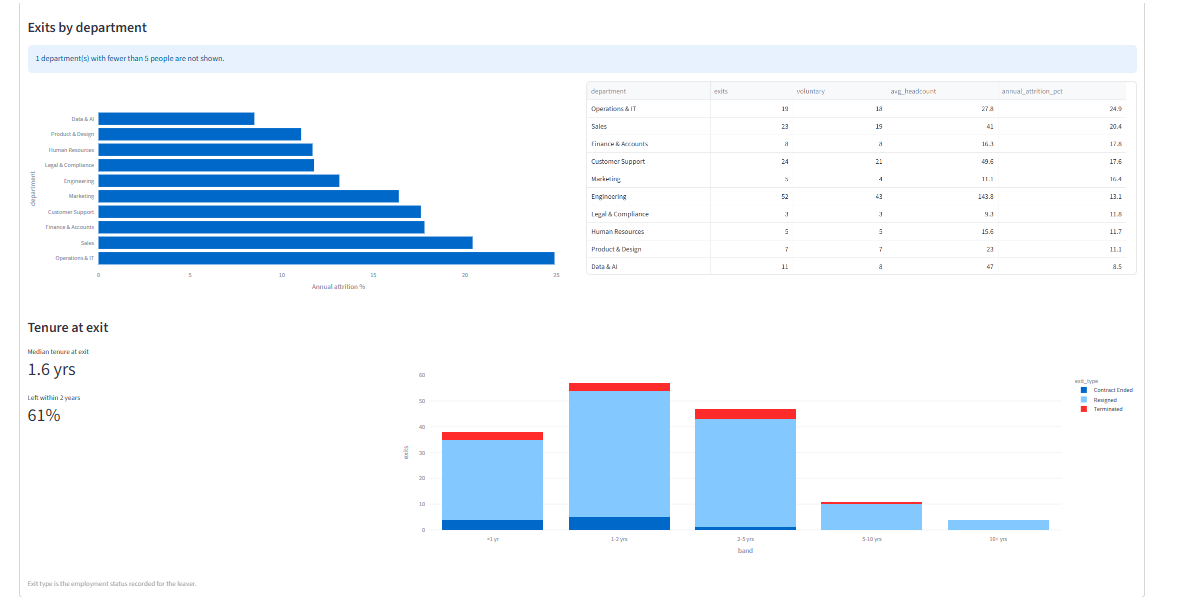 Exits by department
1 department(s) with fewer than 5 people are not shown.
department
Data & AI
Product & Design
Human Resources
Legal & Compliance
Engineering
Marketing
Customer Support
Finance & Accounts
Sales
Operations & IT
0 5 10 15 20 25
Annual attrition %
department exits voluntary avg_headcount annual_attrition_pct
Operations & IT 19 18 27.8 24.9
Sales 23 19 41 20.4
Finance & Accounts 8 8 16.3 17.8
Customer Support 24 21 49.6 17.6
Marketing 5 4 11.1 16.4
Engineering 52 43 143.8 13.1
Legal & Compliance 3 3 9.3 11.8
Human Resources 5 5 15.6 11.7
Product & Design 7 7 23 11.1
Data & AI 11 8 47 8.5
Tenure at exit
Median tenure at exit
1.6 yrs
Left within 2 years
61%
exits
60
50
40
30
20
10
0
<1 yr 1-2 yrs 2-5 yrs 5-10 yrs 10+ yrs
band
exit_type
Contract Ended
Resigned
Terminated
Exit type is the employment status recorded for the leaver.